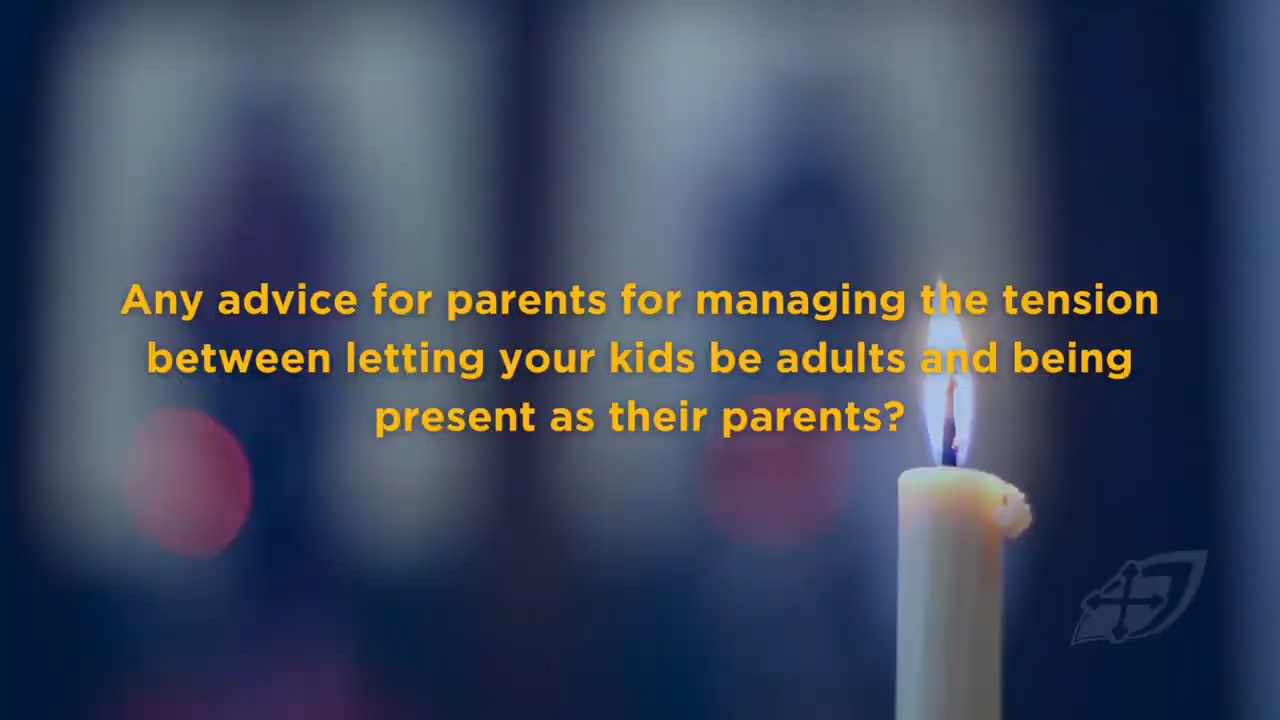 Any advice for parents for managing the tension
between letting your kids be adults and being
present as their parents?